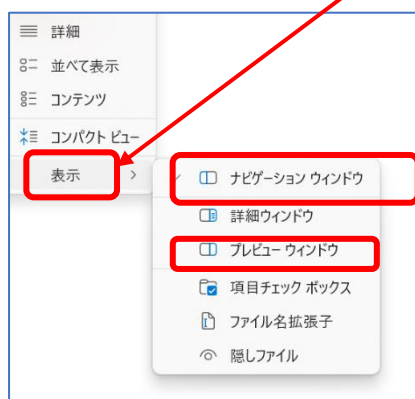 詳細
並べて表示
コンテンツ
コンパクト ビュー
表示
ナビゲーション ウィンドウ
詳細ウィンドウ
プレビュー ウィンドウ
項目チェック ボックス
ファイル名拡張子
隠しファイル